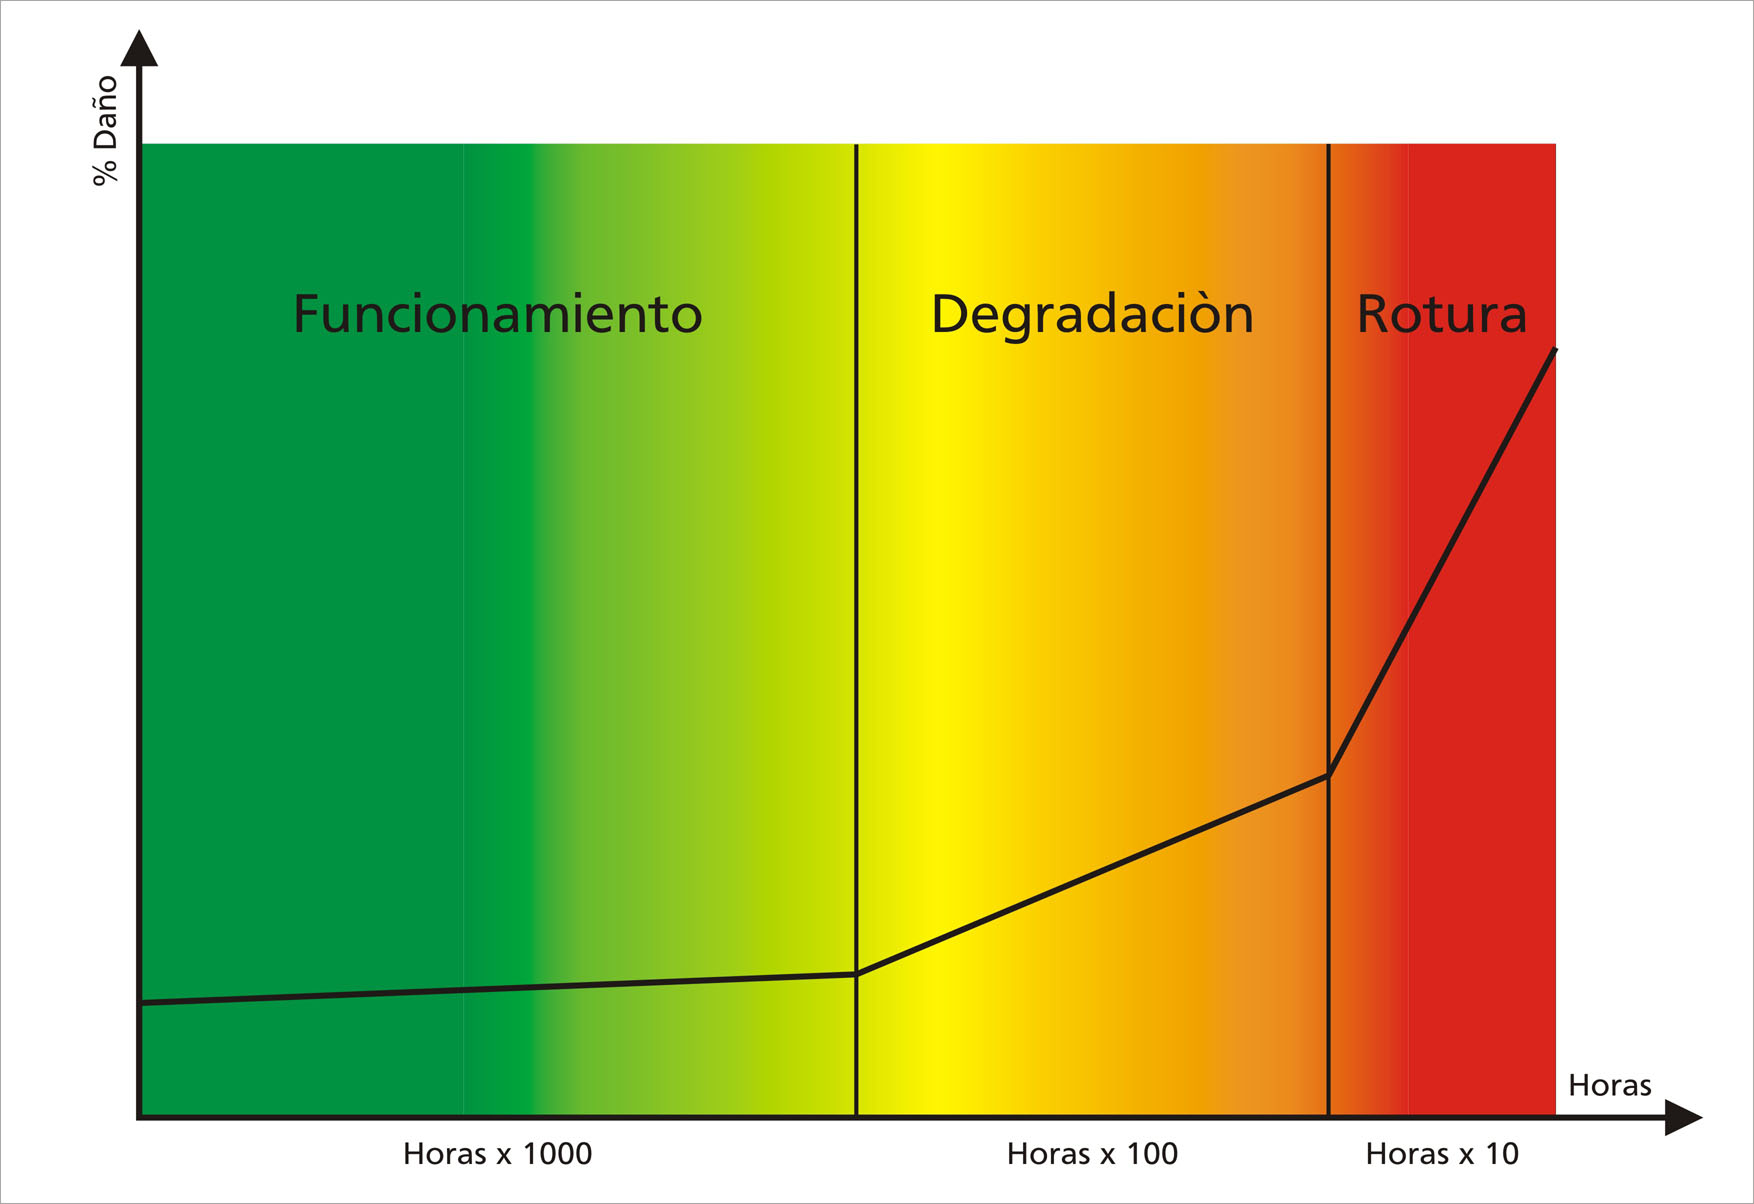 % Daño
Funcionamiento
Degradaciòn
Rotura
Horas
Horas x 1000
Horas x 100
Horas x 10